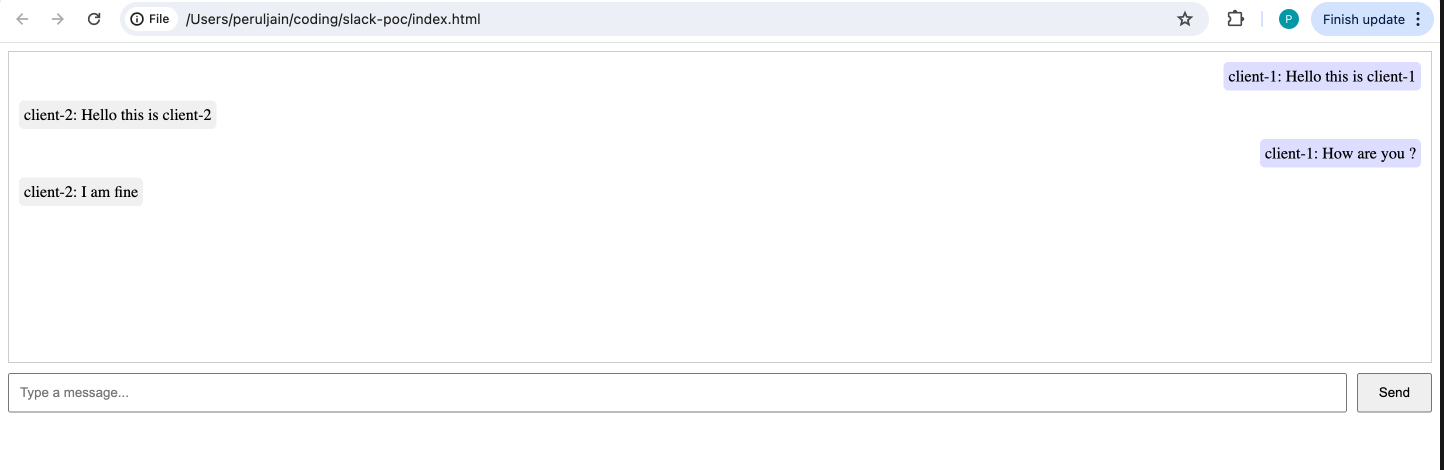 File /Users/peruljain/coding/slack-poc/index.html P Finish update
client-1: Hello this is client-1
client-2: Hello this is client-2
client-1: How are you ?
client-2: I am fine
Type a message... Send